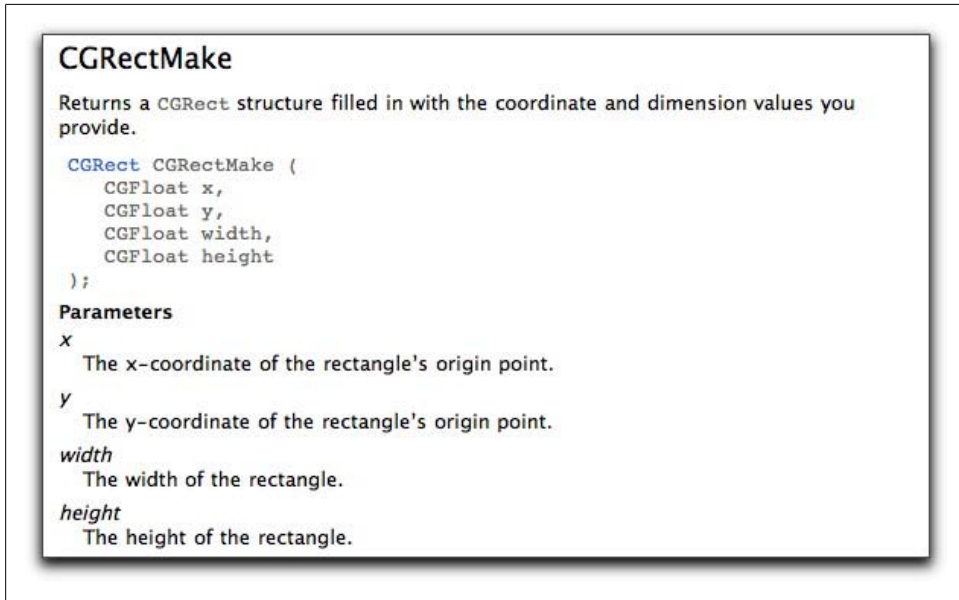 CGRectMake
Returns a CGRect structure filled in with the coordinate and dimension values you
provide.
CGRect CGRectMake (
CGFloat x,
CGFloat y,
CGFloat width,
CGFloat height
);
Parameters
x
The x-coordinate of the rectangle's origin point.
y
The y-coordinate of the rectangle's origin point.
width
The width of the rectangle.
height
The height of the rectangle.